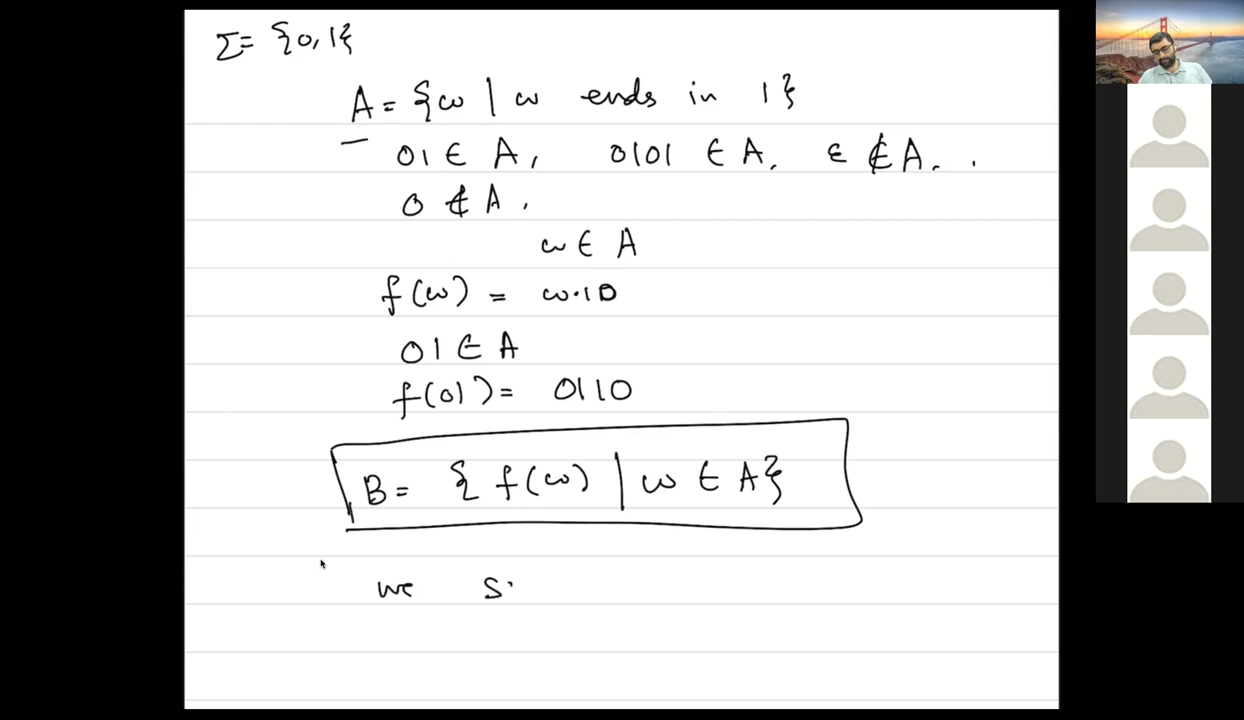 Σ= {0,1}
A= {w | w ends in 1}
01 ∈ A, 0101 ∈ A. ε ∉ A. .
0 ∉ A.
w ∈ A
f(w) = w·10
01 ∈ A
f(01)= 0110
B= { f(w) | w ∈ A}
we s